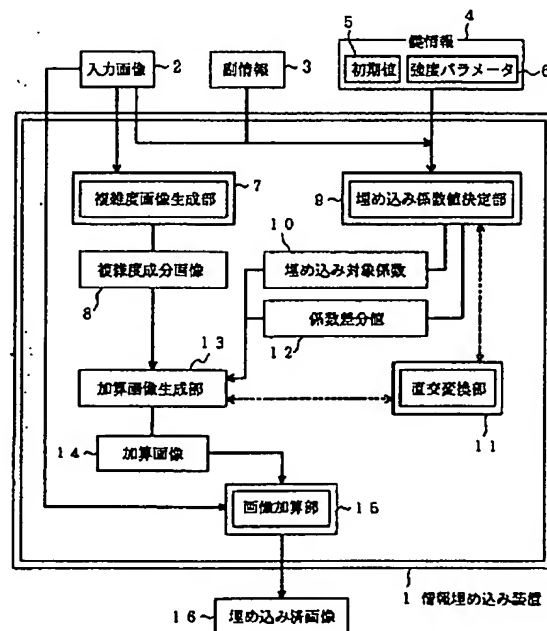 4
鍵情報
5
初期位
強度パラメータ
6
入力画像
2
副情報
3
複雑度画像生成部
7
9
埋め込み係数値決定部
10
複雑度成分画像
8
埋め込み対象係数
係数差分値
12
13
加算画像生成部
直交変換部
11
14
加算画像
画像加算部
15
1 情報埋め込み装置
16
埋め込み済画像